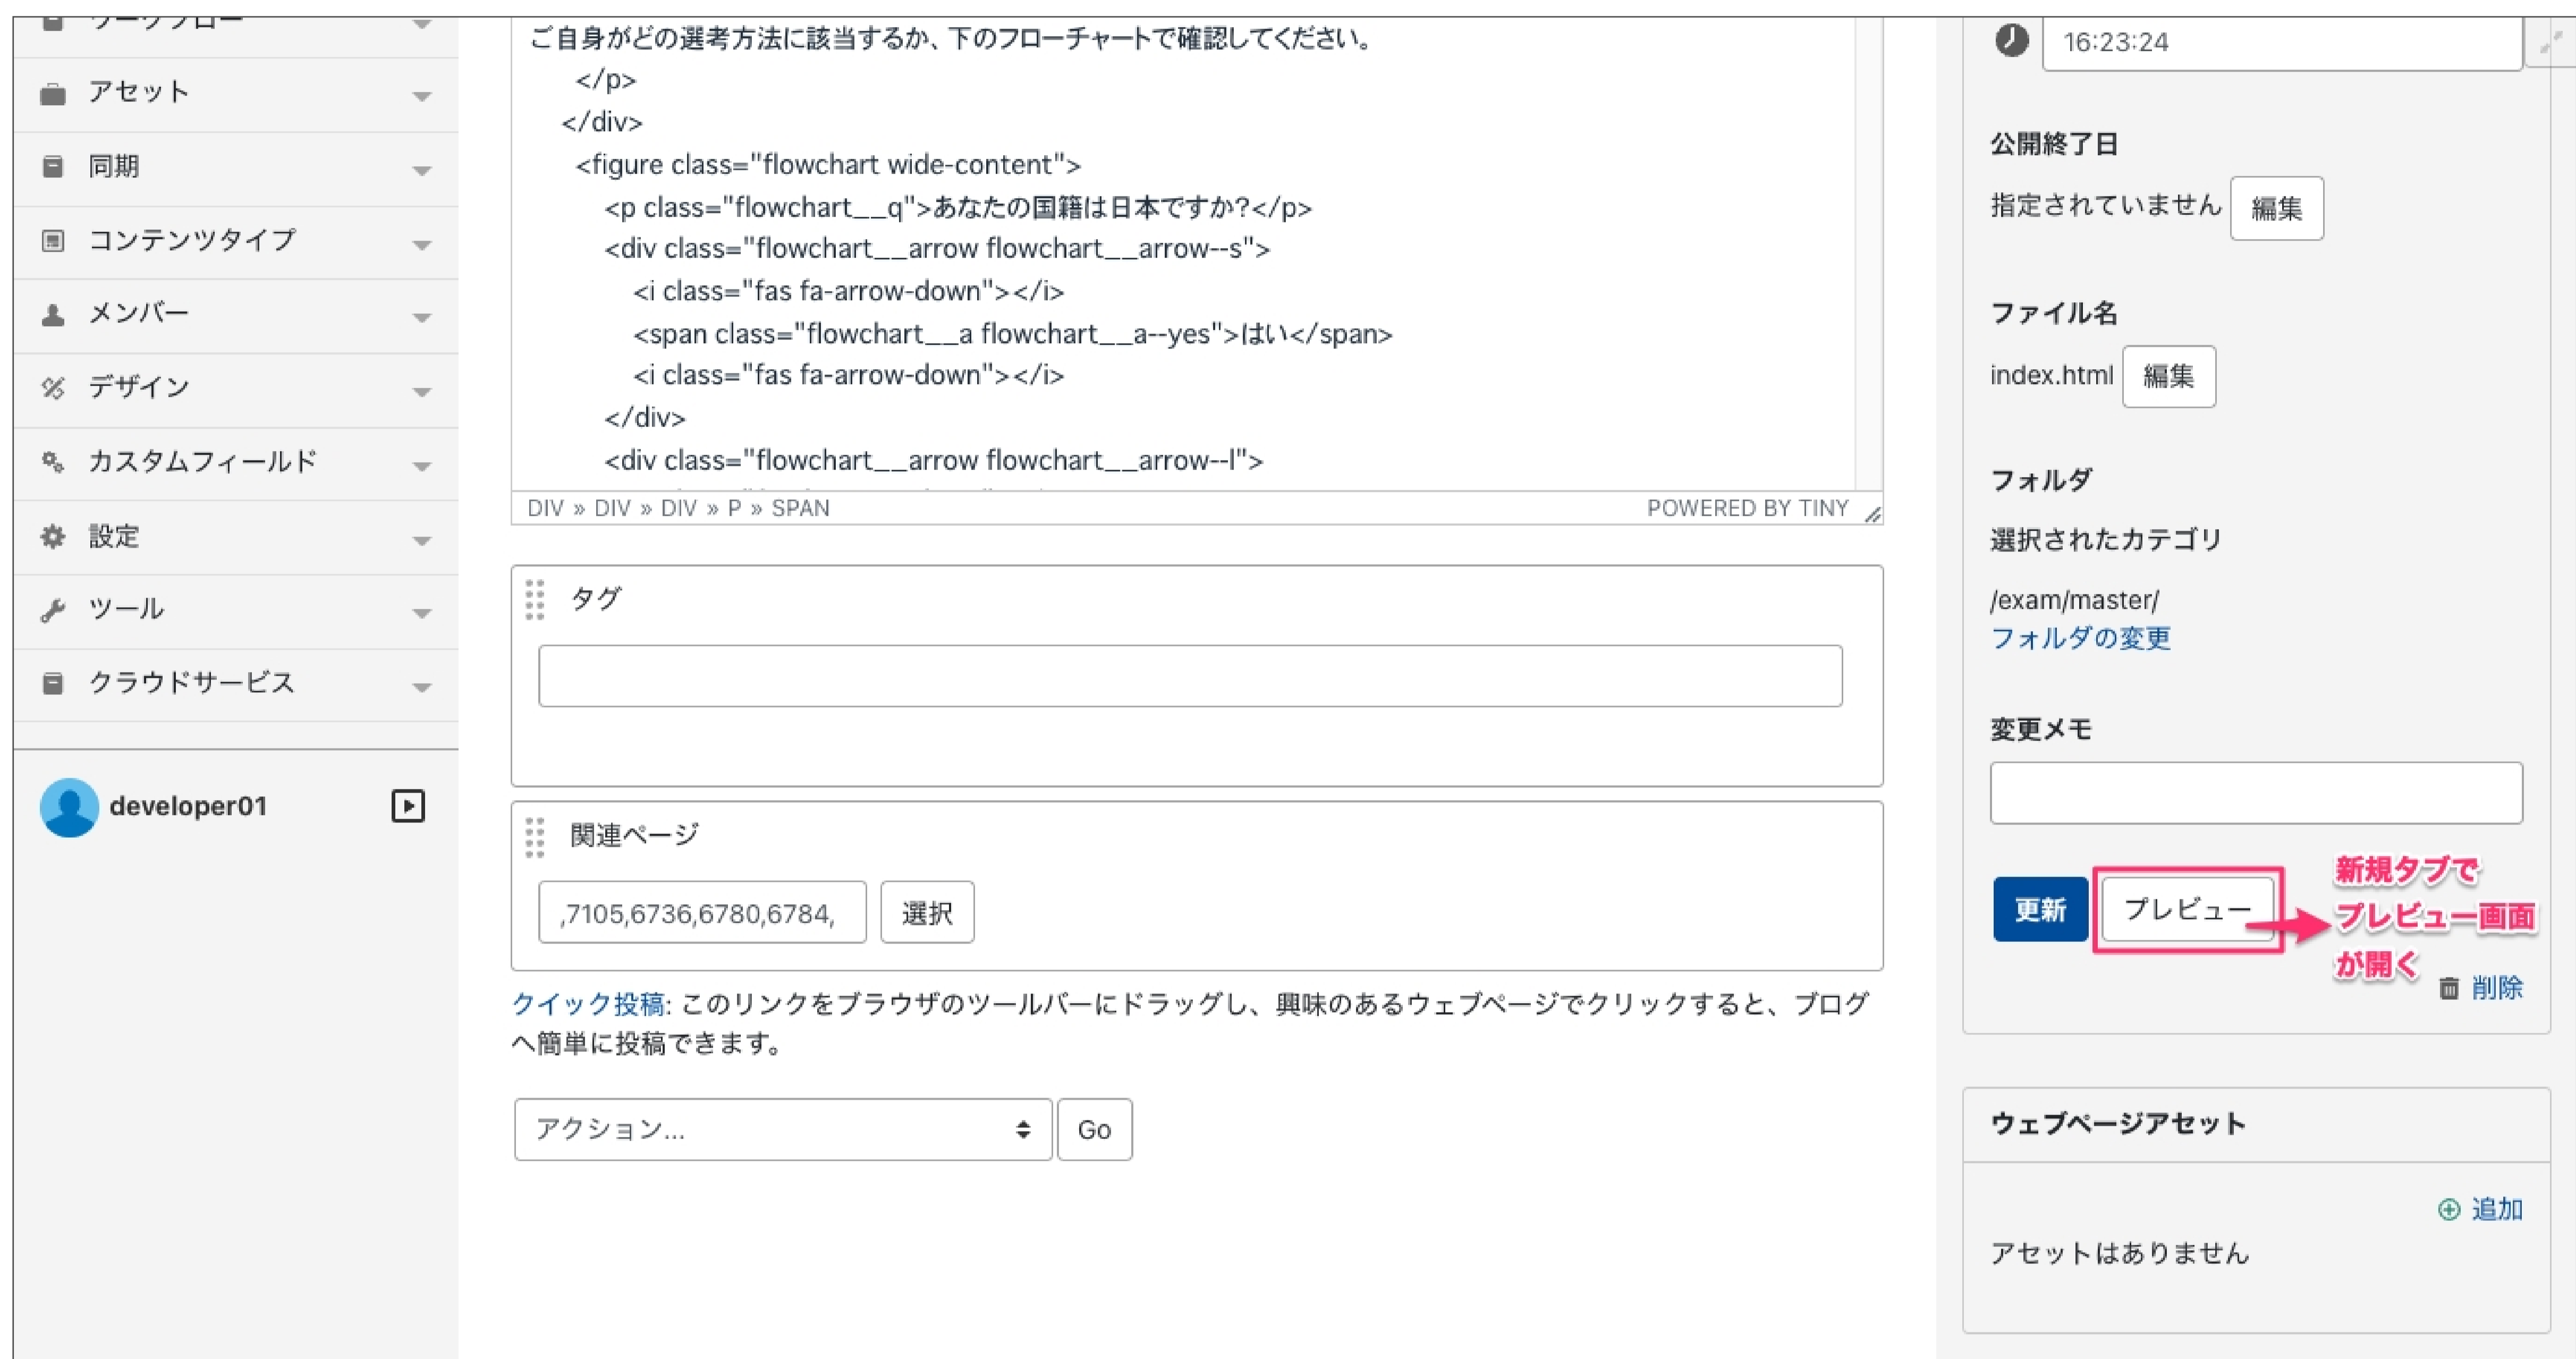 ワークフロー
アセット
同期
コンテンツタイプ
メンバー
デザイン
カスタムフィールド
設定
ツール
クラウドサービス
developer01
ご自身がどの選考方法に該当するか、下のフローチャートで確認してください。
</p>
</div>
<figure class="flowchart wide-content">
<p class="flowchart__q">あなたの国籍は日本ですか?</p>
<div class="flowchart__arrow flowchart__arrow--s">
<i class="fas fa-arrow-down"></i>
<span class="flowchart__a flowchart__a--yes">はい</span>
<i class="fas fa-arrow-down"></i>
</div>
<div class="flowchart__arrow flowchart__arrow--l">
DIV » DIV » DIV » P » SPAN
POWERED BY TINY
タグ
関連ページ
,7105,6736,6780,6784,
選択
クイック投稿: このリンクをブラウザのツールバーにドラッグし、興味のあるウェブページでクリックすると、ブログ
へ簡単に投稿できます。
アクション...
Go
16:23:24
公開終了日
指定されていません 編集
ファイル名
index.html 編集
フォルダ
選択されたカテゴリ
/exam/master/
フォルダの変更
変更メモ
更新
プレビュー
新規タブで
プレビュー画面
が開く
削除
ウェブページアセット
追加
アセットはありません